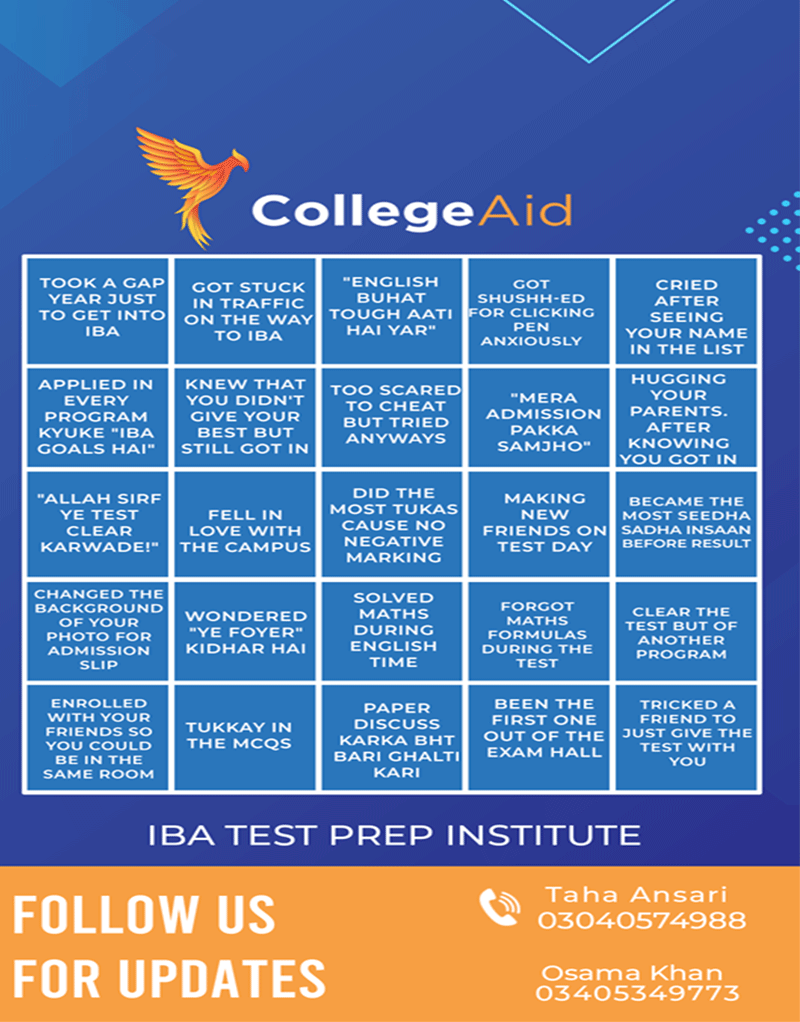 CollegeAid
TOOK A GAP
YEAR JUST
TO GET INTO
IBA
GOT STUCK
IN TRAFFIC
ON THE WAY
TO IBA
"ENGLISH
BUHAT
TOUGH AATI
HAI YAR"
GOT
SHUSHH-ED
FOR CLICKING
PEN
ANXIOUSLY
CRIED
AFTER
SEEING
YOUR NAME
IN THE LIST
APPLIED IN
EVERY
PROGRAM
KYUKE "IBA
GOALS HAI"
KNEW THAT
YOU DIDN'T
GIVE YOUR
BEST BUT
STILL GOT IN
TOO SCARED
TO CHEAT
BUT TRIED
ANYWAYS
"MERA
ADMISSION
PAKKA
SAMJHO"
HUGGING
YOUR
PARENTS.
AFTER
KNOWING
YOU GOT IN
"ALLAH SIRF
YE TEST
CLEAR
KARWADE!"
FELL IN
LOVE WITH
THE CAMPUS
DID THE
MOST TUKAS
CAUSE NO
NEGATIVE
MARKING
MAKING
NEW
FRIENDS ON
TEST DAY
BECAME THE
MOST SEEDHA
SADHA INSAAN
BEFORE RESULT
CHANGED THE
BACKGROUND
OF YOUR
PHOTO FOR
ADMISSION
SLIP
WONDERED
"YE FOYER"
KIDHAR HAI
SOLVED
MATHS
DURING
ENGLISH
TIME
FORGOT
MATHS
FORMULAS
DURING THE
TEST
CLEAR THE
TEST BUT OF
ANOTHER
PROGRAM
ENROLLED
WITH YOUR
FRIENDS SO
YOU COULD
BE IN THE
SAME ROOM
TUKKAY IN
THE MCQS
PAPER
DISCUSS
KARKA BHT
BARI GHALTI
KARI
BEEN THE
FIRST ONE
OUT OF THE
EXAM HALL
TRICKED A
FRIEND TO
JUST GIVE THE
TEST WITH
YOU
IBA TEST PREP INSTITUTE
FOLLOW US
FOR UPDATES
Taha Ansari
03040574988
Osama Khan
03405349773